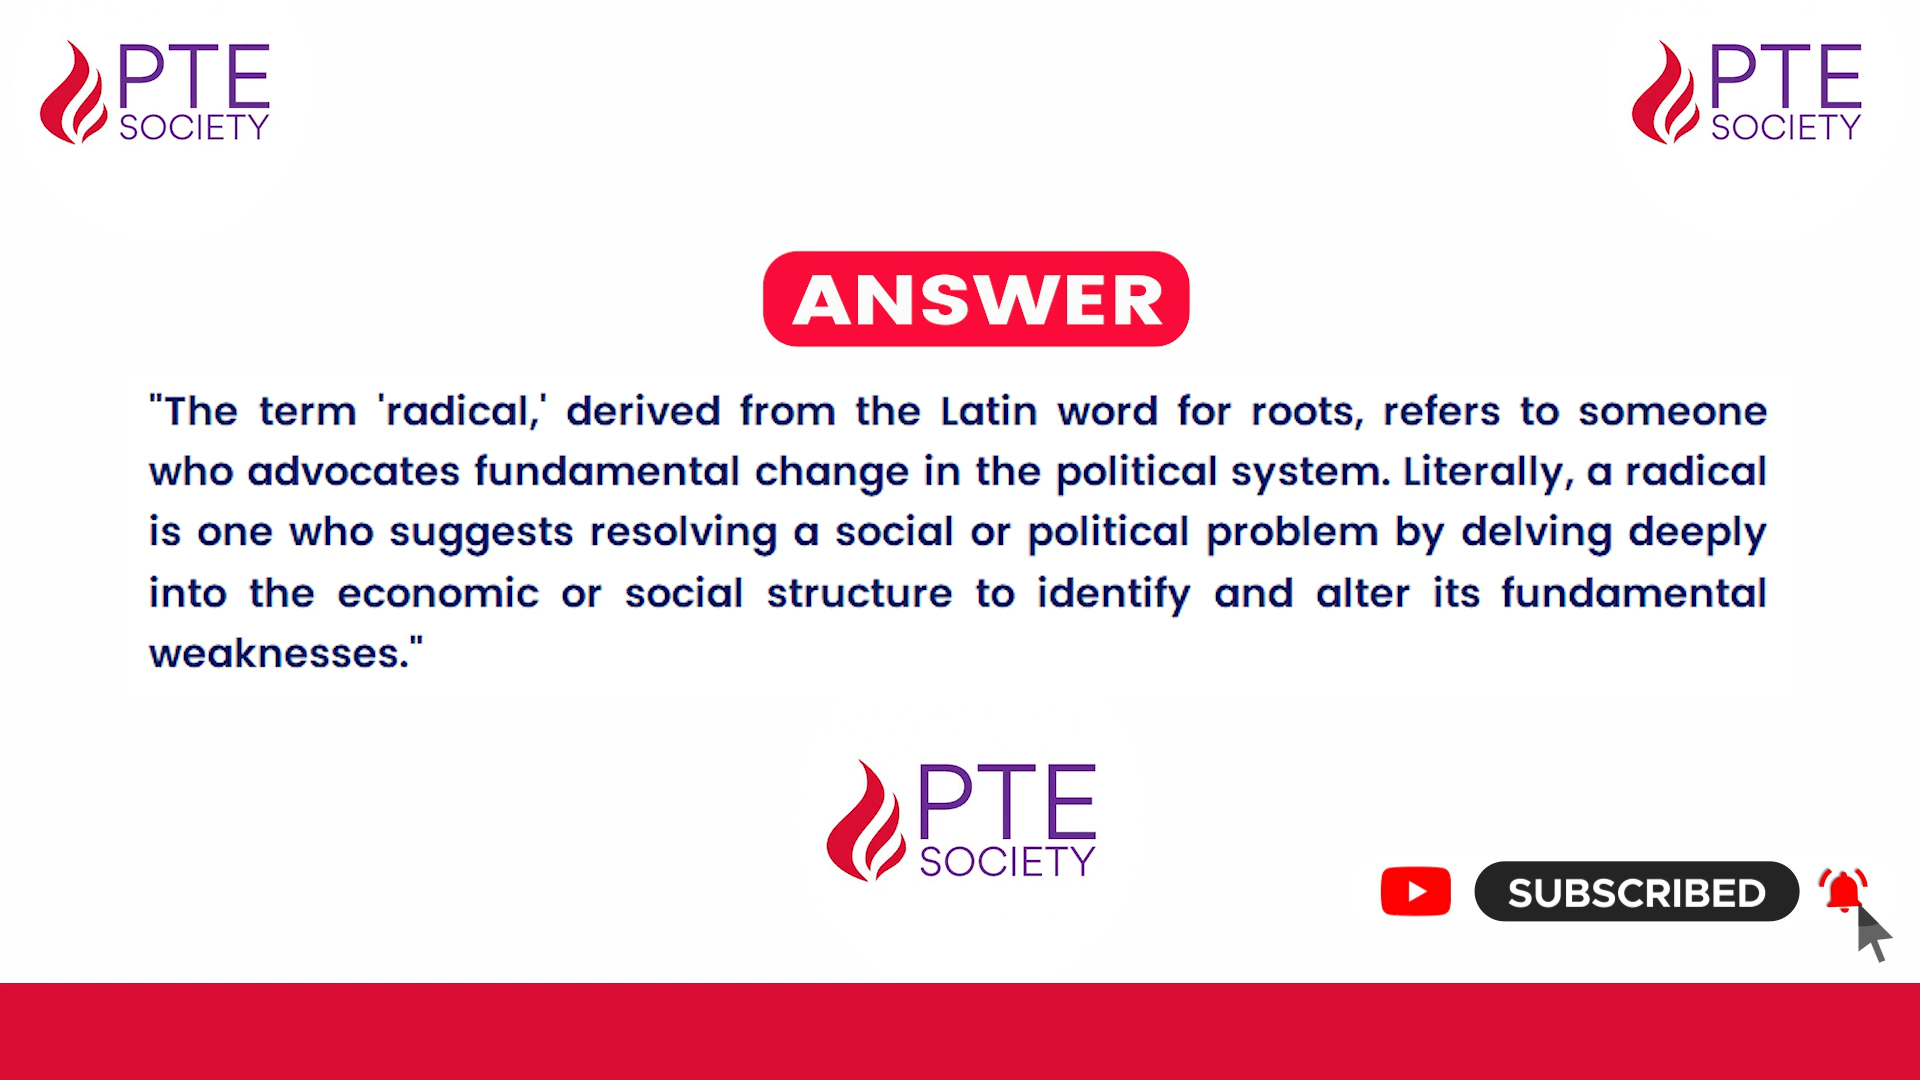 PTE
SOCIETY
PTE
SOCIETY
ANSWER
"The term 'radical,' derived from the Latin word for roots, refers to someone
who advocates fundamental change in the political system. Literally, a radical
is one who suggests resolving a social or political problem by delving deeply
into the economic or social structure to identify and alter its fundamental
weaknesses."
PTE
SOCIETY
SUBSCRIBED